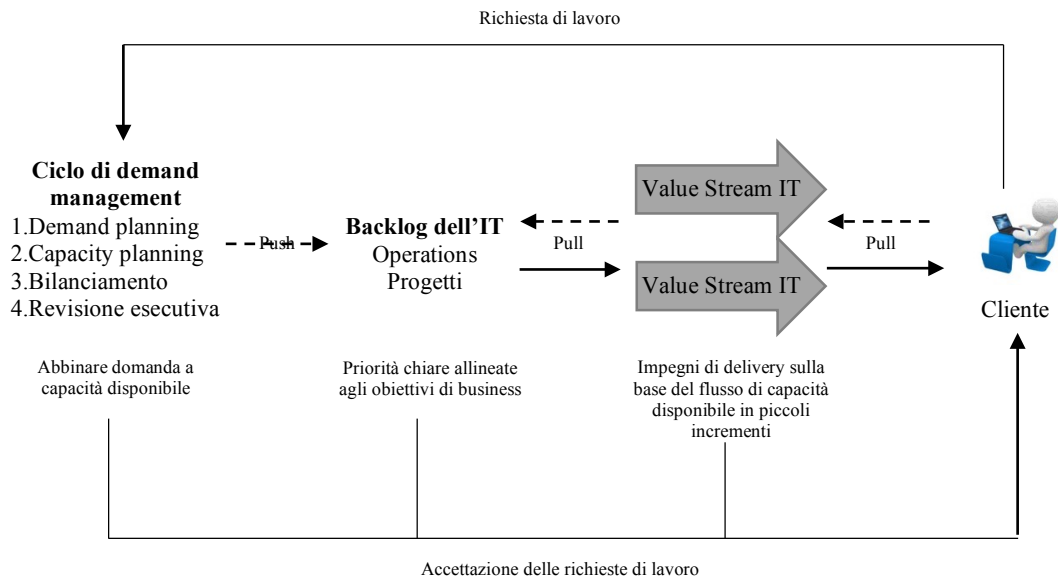 Richiesta di lavoro
Ciclo di demand
management
1.Demand planning
2.Capacity planning
3.Bilanciamento
4.Revisione esecutiva
Push
Backlog dell'IT
Operations
Progetti
Pull
Value Stream IT
Value Stream IT
Pull
Cliente
Abbinare domanda a
capacità disponibile
Priorità chiare allineate
agli obiettivi di business
Impegni di delivery sulla
base del flusso di capacità
disponibile in piccoli
incrementi
Accettazione delle richieste di lavoro